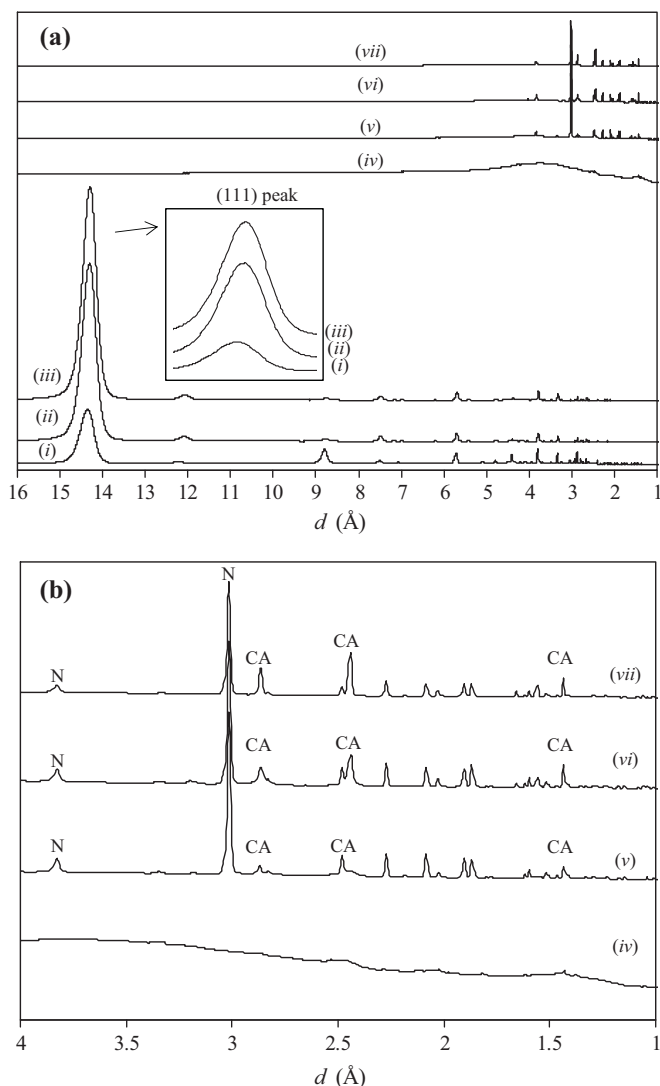 (a)
(vii)
(vi)
(v)
(iv)
(111) peak
(iii)
(ii)
(i)
(iii)
(ii)
(i)
16 15 14 13 12 11 10 9 8 7 6 5 4 3 2 1
d (Å)
(b)
N
N CA CA CA (vii)
N CA CA (vi)
N CA CA CA (v)
(iv)
4 3.5 3 2.5 2 1.5 1
d (Å)